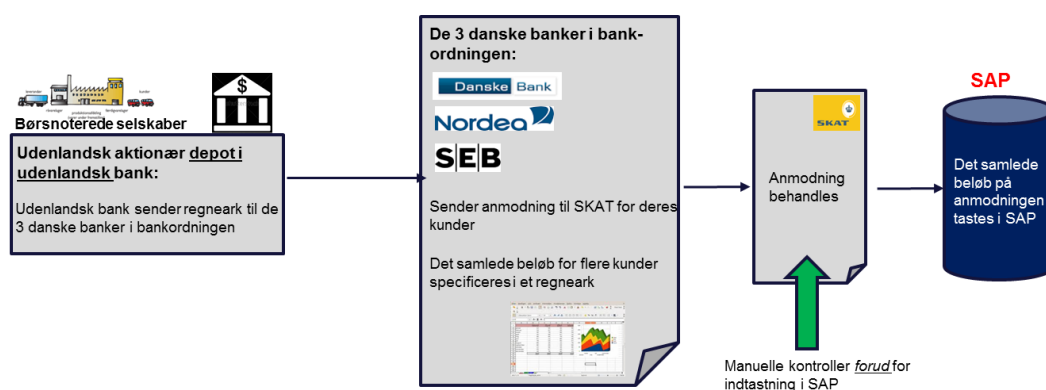 Børsnoterede selskaber
Udenlandsk aktionær depot i
udenlandsk bank:
Udenlandsk bank sender regneark til de
3 danske banker i bankordningen
De 3 danske banker i bank-
ordningen:
Danske Bank
Nordea
SEB
Sender anmodning til SKAT for deres
kunder
Det samlede beløb for flere kunder
specificeres i et regneark
SKAT
Anmodning
behandles
Manuelle kontroller forud for
indtastning i SAP
SAP
Det samlede
beløb på
anmodningen
tastes i SAP